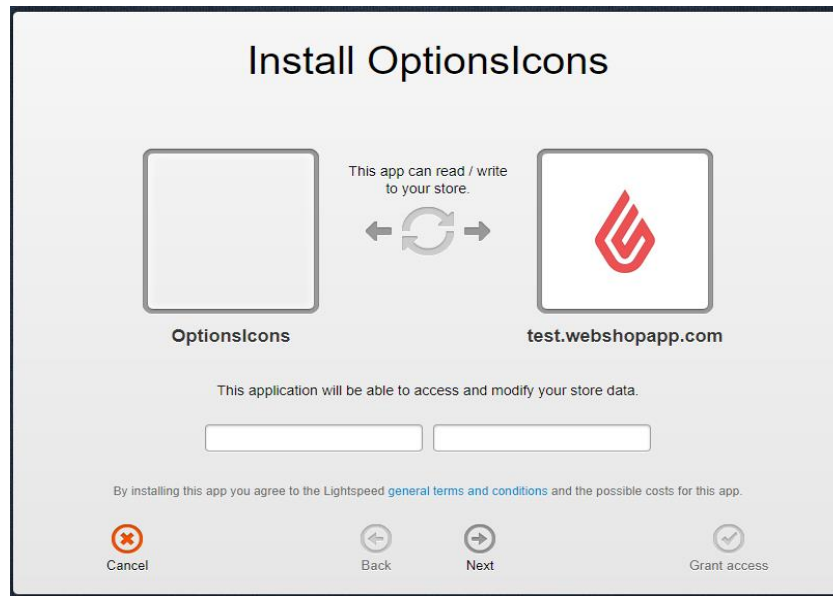 Install OptionsIcons
This app can read / write
to your store.
OptionsIcons
test.webshopapp.com
This application will be able to access and modify your store data.
By installing this app you agree to the Lightspeed general terms and conditions and the possible costs for this app.
Cancel
Back
Next
Grant access